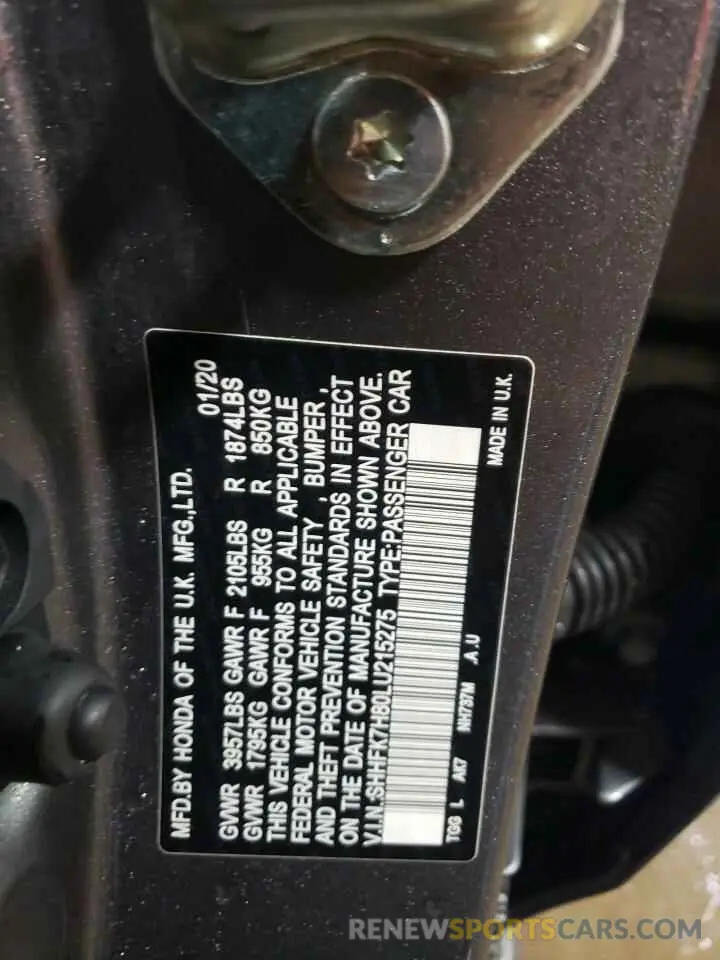 MFD.BY HONDA OF THE U.K. MFG.,LTD. 01/20
GVWR 3957LBS GAWR F 2105LBS R 1874LBS
GVWR 1795KG GAWR F 955KG R 850KG
THIS VEHICLE CONFORMS TO ALL APPLICABLE
FEDERAL MOTOR VEHICLE SAFETY , BUMPER ,
AND THEFT PREVENTION STANDARDS IN EFFECT
ON THE DATE OF MANUFACTURE SHOWN ABOVE.
V.I.N.:SHHFK7H80LU215275 TYPE:PASSENGER CAR
TGG L A57 NH797M .A.U
MADE IN U.K.
RENEWSPORTSCARS.COM